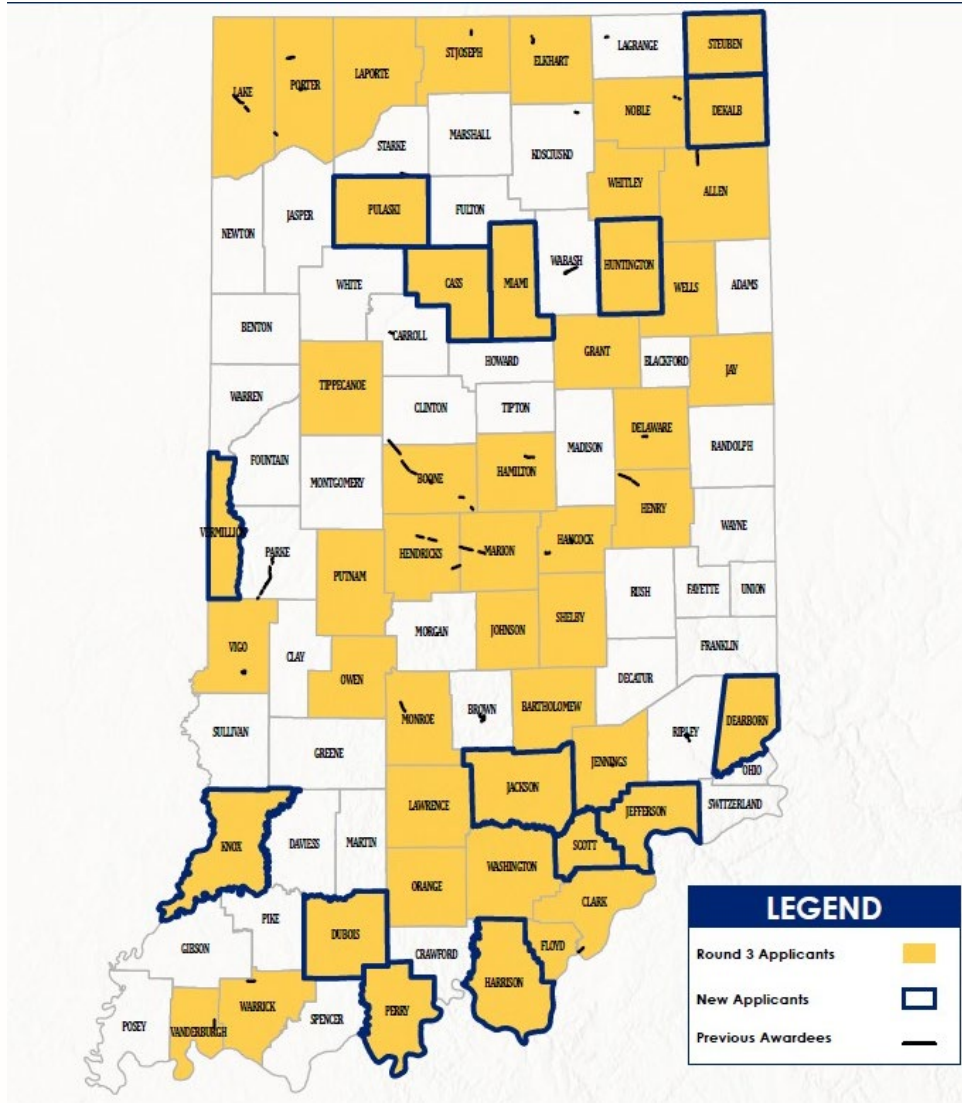 STEUBEN
LAGRANGE
ST JOSEPH
ELKHART
LAPORTE
PORTER
LAKE
NOBLE
DEKALB
MARSHALL
STARKE
KOSCIUSKO
WHITLEY
ALLEN
PULASKI
FULTON
JASPER
NEWTON
WABASH
HUNTINGTON
WHITE
CASS
MIAMI
WELLS
ADAMS
BENTON
CARROLL
HOWARD
GRANT
BLACKFORD
JAY
TIPPECANOE
WARREN
CLINTON
TIPTON
DELAWARE
MADISON
RANDOLPH
FOUNTAIN
MONTGOMERY
BOONE
HAMILTON
HENRY
VERMILLION
WAYNE
PARKE
HENDRICKS
MARION
HANCOCK
PUTNAM
RUSH
FAYETTE
UNION
MORGAN
JOHNSON
SHELBY
VIGO
CLAY
FRANKLIN
OWEN
DECATUR
MONROE
BROWN
BARTHOLOMEW
DEARBORN
SULLIVAN
RIPLEY
GREENE
JENNINGS
OHIO
JACKSON
LAWRENCE
JEFFERSON
SWITZERLAND
KNOX
DAVIESS
MARTIN
SCOTT
WASHINGTON
ORANGE
CLARK
PIKE
DUBOIS
GIBSON
CRAWFORD
FLOYD
HARRISON
WARRICK
PERRY
SPENCER
POSEY
VANDERBURGH
LEGEND
Round 3 Applicants
New Applicants
Previous Awardees